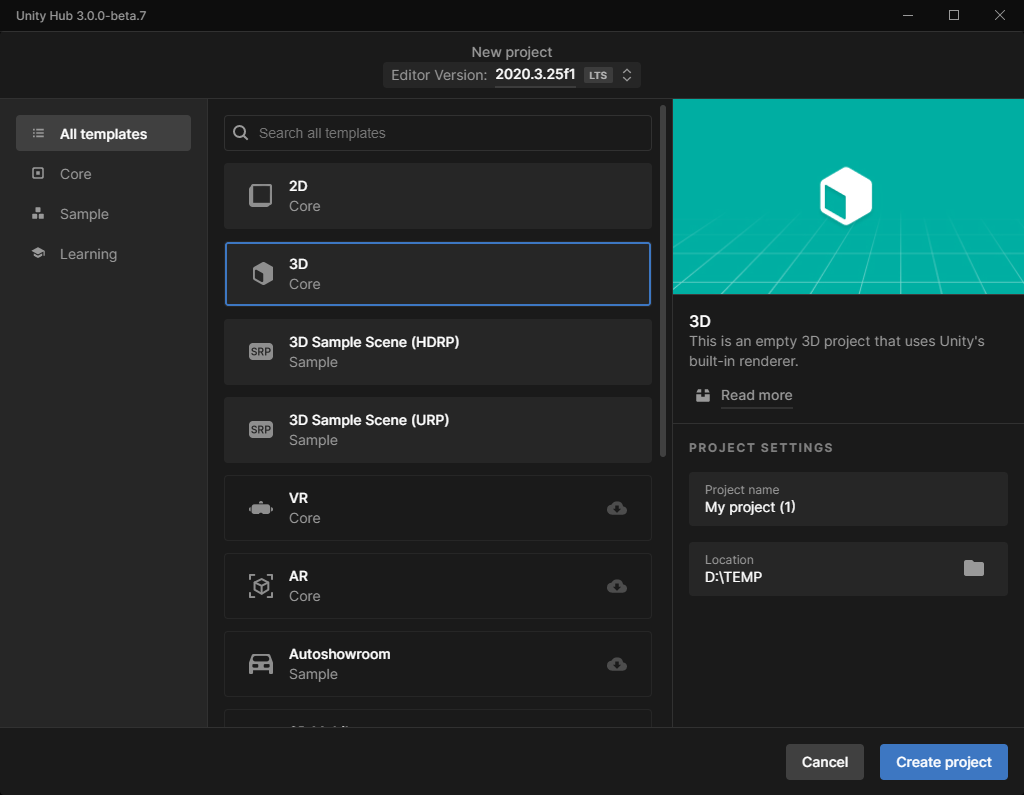 Unity Hub 3.0.0-beta.7
New project
Editor Version: 2020.3.25f1 LTS
All templates
Core
Sample
Learning
Search all templates
2D
Core
3D
Core
SRP
3D Sample Scene (HDRP)
Sample
SRP
3D Sample Scene (URP)
Sample
VR
Core
AR
Core
Autoshowroom
Sample
3D
This is an empty 3D project that uses Unity's
built-in renderer.
Read more
PROJECT SETTINGS
Project name
My project (1)
Location
D:\TEMP
Cancel
Create project